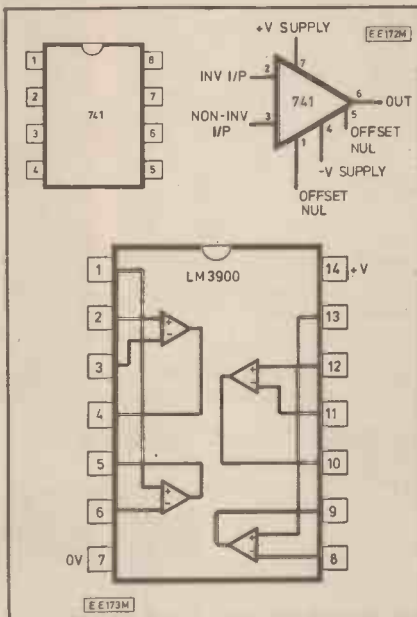 +V SUPPLY
EE172M
1
8
2
7
741
3
6
4
5
INV I/P
2
7
741
6
OUT
NON-INV
I/P
3
1
4
5
OFFSET
NUL
-V SUPPLY
OFFSET
NUL
LM3900
1
14 +V
2
13
3
12
4
11
5
10
6
9
0V 7
8
+
-
+
-
+
-
+
-
EE173M